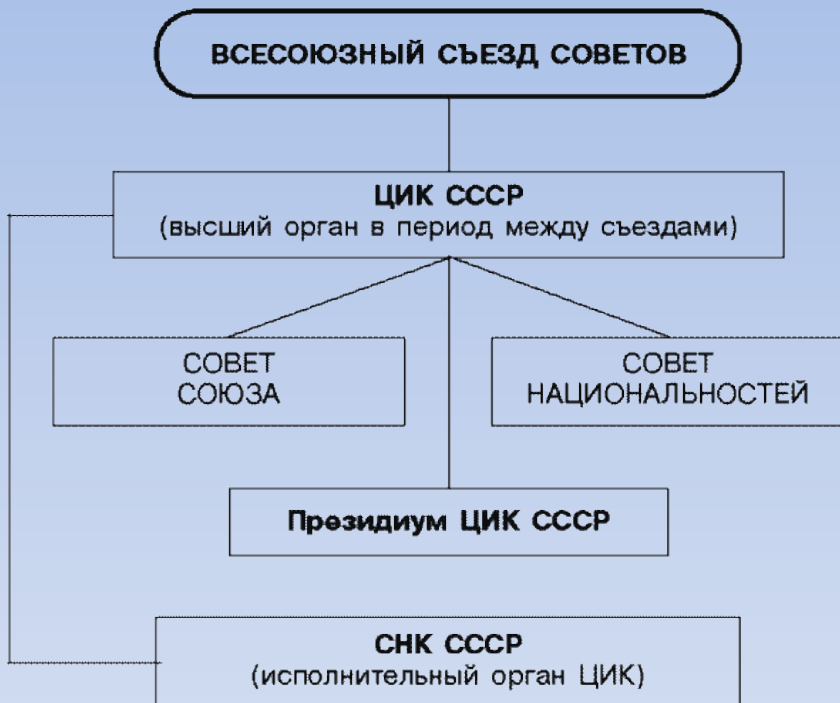 ВСЕСОЮЗНЫЙ СЪЕЗД СОВЕТОВ
ЦИК СССР
(высший орган в период между съездами)
СОВЕТ
СОЮЗА
СОВЕТ
НАЦИОНАЛЬНОСТЕЙ
Президиум ЦИК СССР
СНК СССР
(исполнительный орган ЦИК)